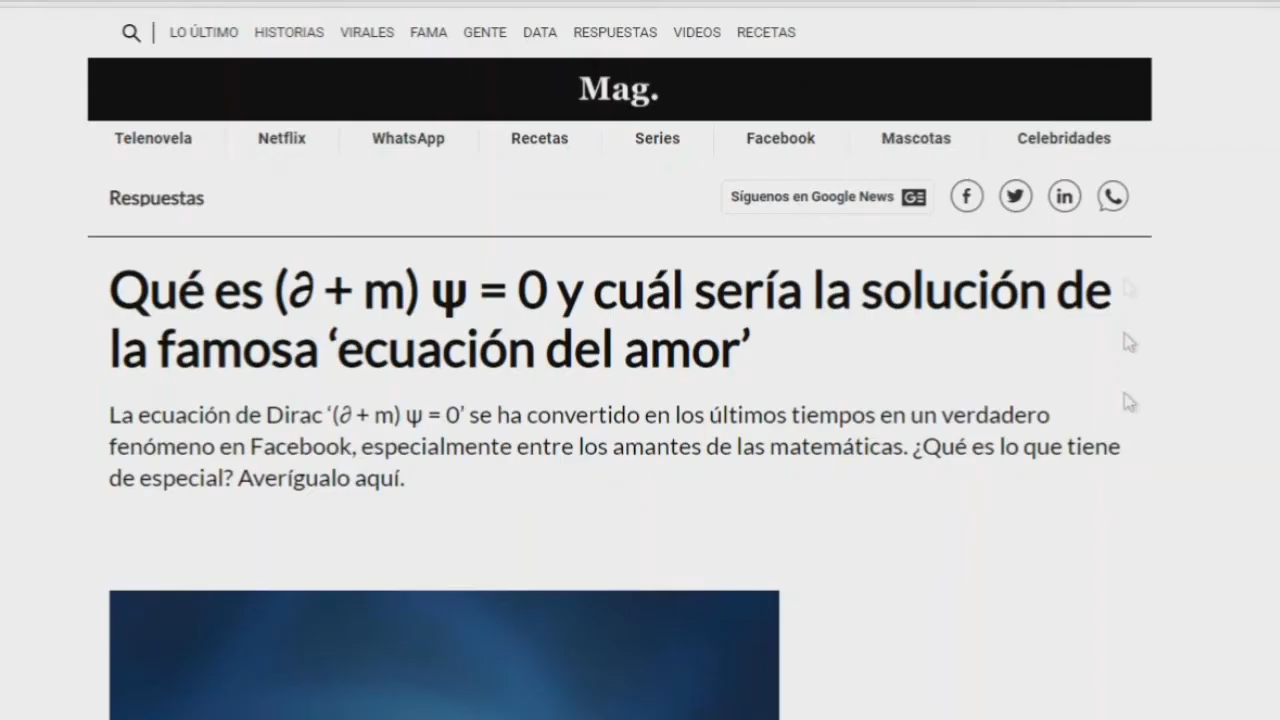 LO ÚLTIMO HISTORIAS VIRALES FAMA GENTE DATA RESPUESTAS VIDEOS RECETAS
Mag.
Telenovela Netflix WhatsApp Recetas Series Facebook Mascotas Celebridades
Respuestas Síguenos en Google News
Qué es (∂ + m) ψ = 0 y cuál sería la solución de
la famosa ‘ecuación del amor’
La ecuación de Dirac ‘(∂ + m) ψ = 0’ se ha convertido en los últimos tiempos en un verdadero
fenómeno en Facebook, especialmente entre los amantes de las matemáticas. ¿Qué es lo que tiene
de especial? Averígualo aquí.